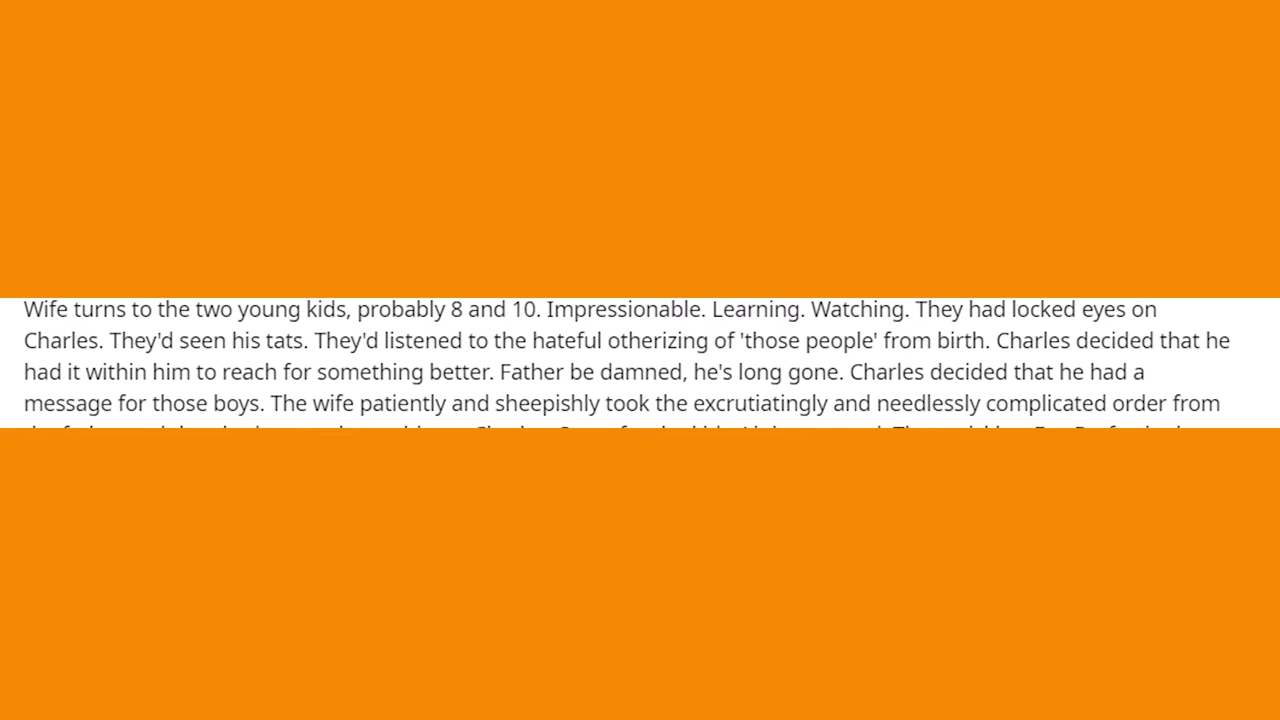 Wife turns to the two young kids, probably 8 and 10. Impressionable. Learning. Watching. They had locked eyes on
Charles. They'd seen his tats. They'd listened to the hateful otherizing of 'those people' from birth. Charles decided that he
had it within him to reach for something better. Father be damned, he's long gone. Charles decided that he had a
message for those boys. The wife patiently and sheepishly took the excrutiatingly and needlessly complicated order from